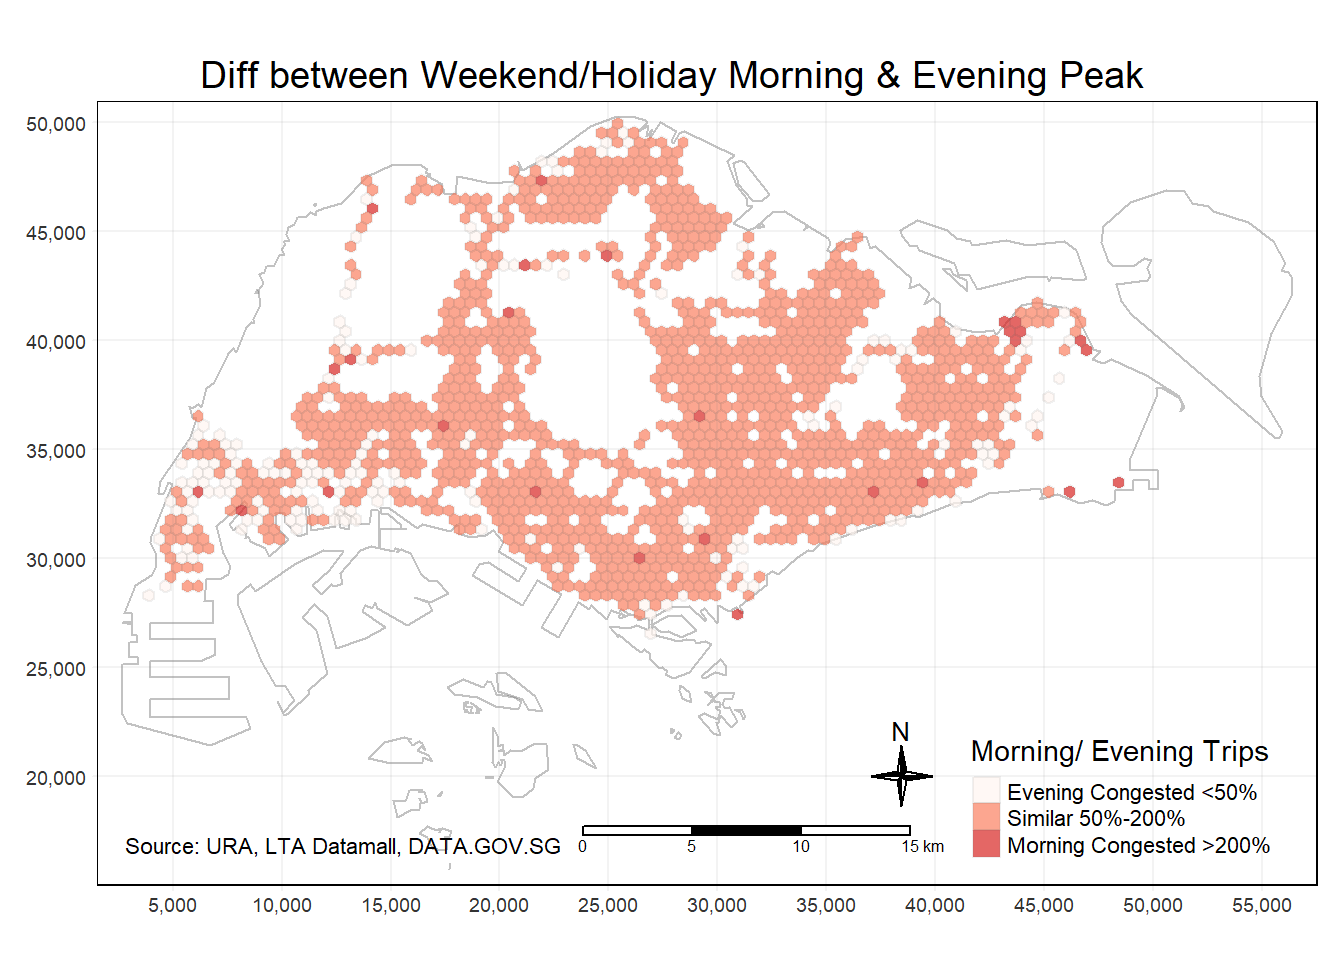 Diff between Weekend/Holiday Morning & Evening Peak
50,000
45,000
40,000
35,000
30,000
25,000
20,000
N
Morning/ Evening Trips
Evening Congested <50%
Similar 50%-200%
Morning Congested >200%
Source: URA, LTA Datamall, DATA.GOV.SG
0 5 10 15 km
5,000 10,000 15,000 20,000 25,000 30,000 35,000 40,000 45,000 50,000 55,000